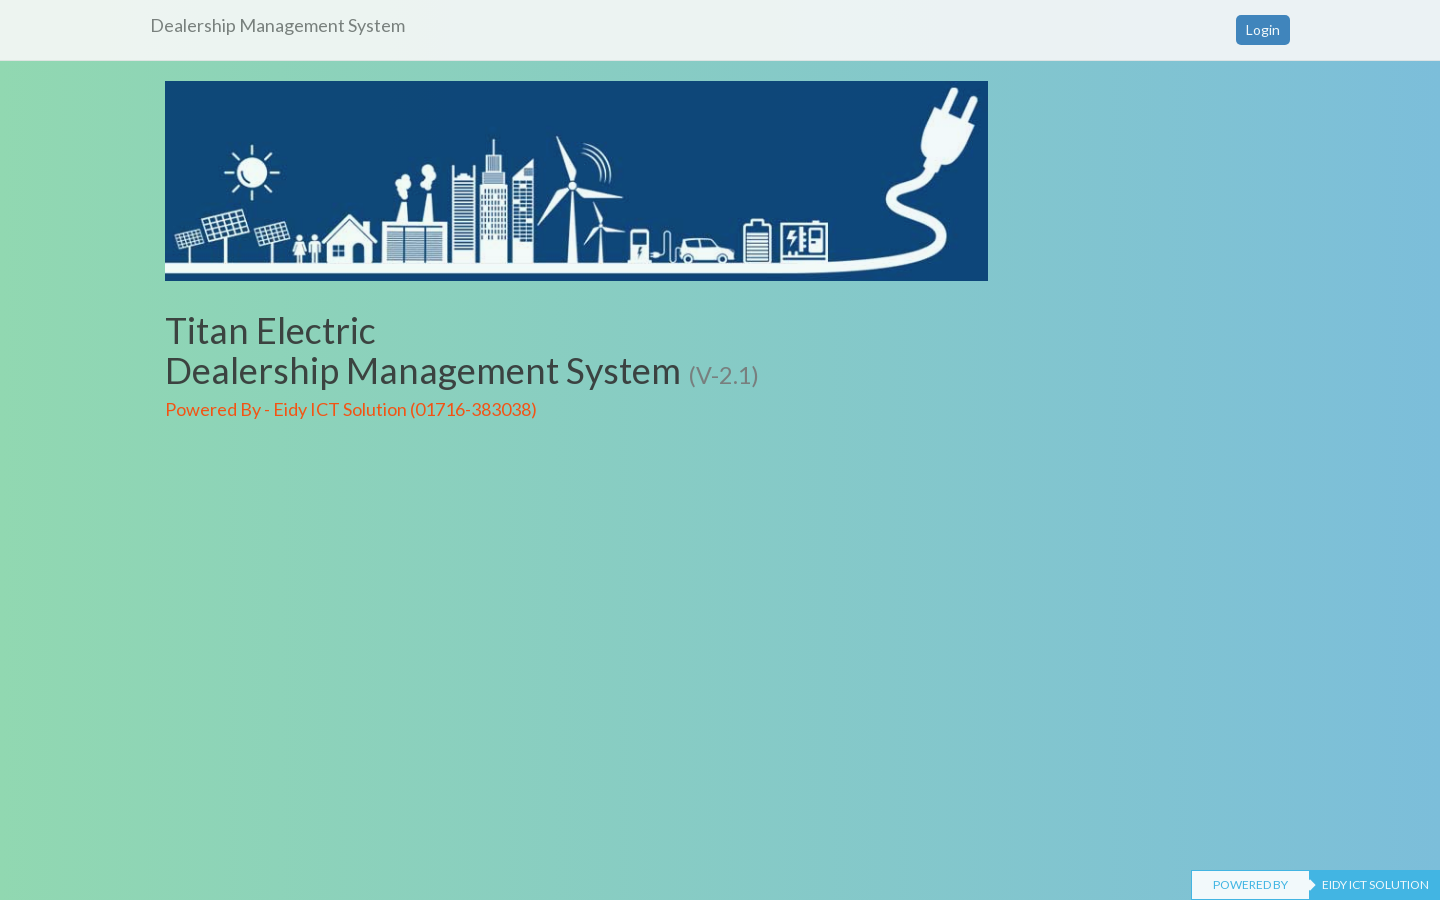 Dealership Management System
Login
Titan Electric
Dealership Management System (V-2.1)
Powered By - Eidy ICT Solution (01716-383038)
POWERED BY
EIDY ICT SOLUTION